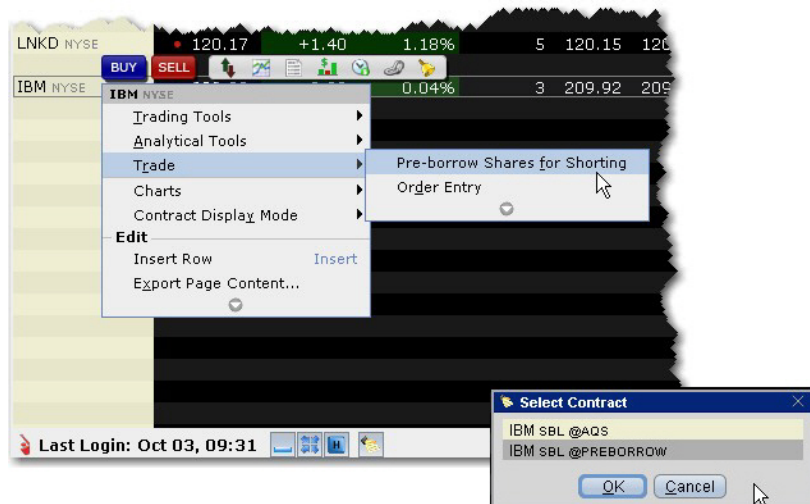 LNKD NYSE • 120.17 +1.40 1.18% 5 120.15 120
BUY SELL
IBM NYSE 0.04% 3 209.92 209
IBM NYSE
Trading Tools
Analytical Tools
Trade
Pre-borrow Shares for Shorting
Charts
Order Entry
Contract Display Mode
Edit
Insert Row Insert
Export Page Content...
Select Contract
IBM SBL @AQS
IBM SBL @PREBORROW
OK Cancel
Last Login: Oct 03, 09:31 H